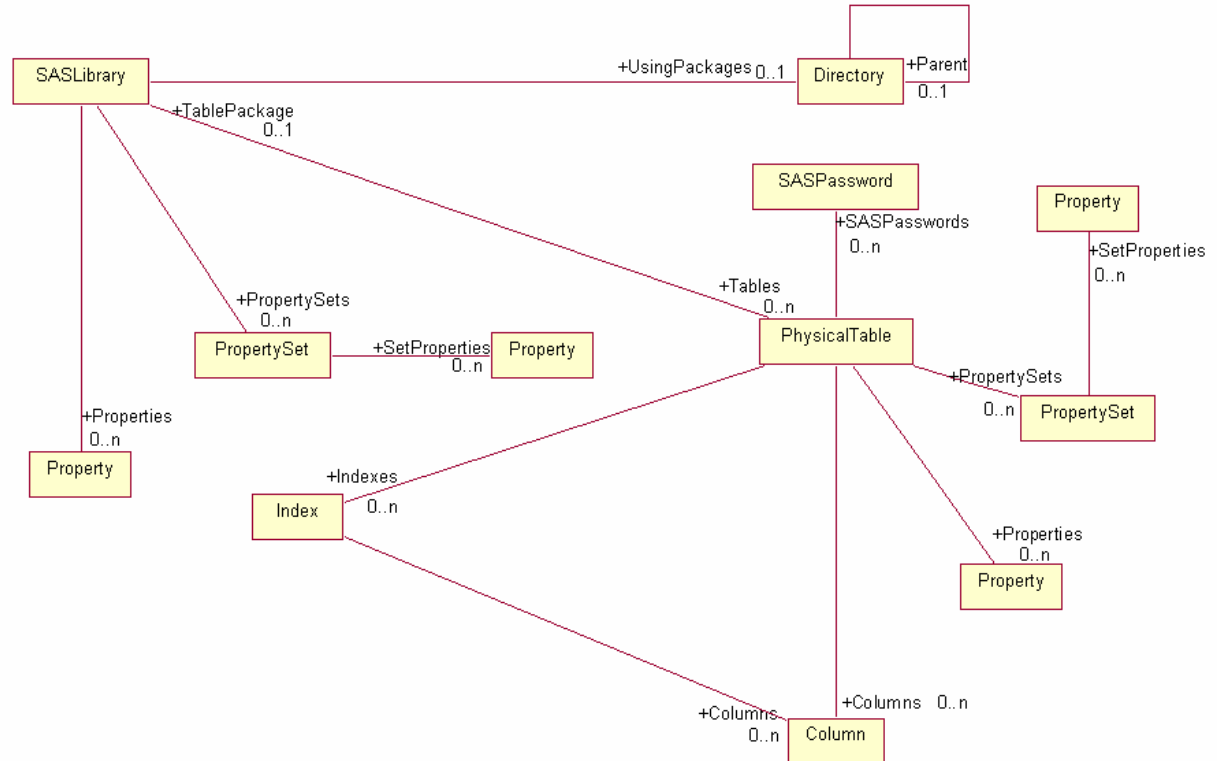 +Parent
SASLibrary
+UsingPackages 0..1
Directory
0..1
+TablePackage
0..1
SASPassword
Property
+SASPasswords
0..n
+SetProperties
0..n
+Tables
0..n
+PropertySets
0..n
PropertySet
+SetProperties
0..n
Property
PhysicalTable
+PropertySets
0..n
PropertySet
+Properties
0..n
Property
+Indexes
0..n
Index
+Properties
0..n
Property
+Columns 0..n
+Columns
0..n
Column